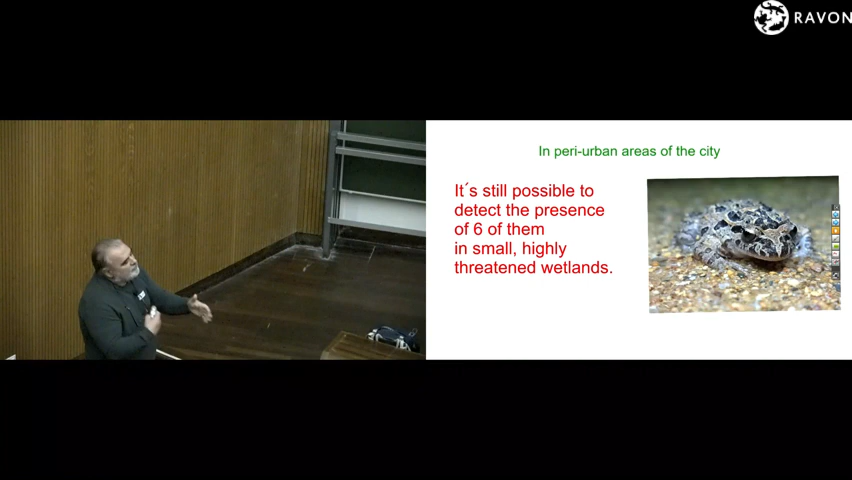 RAVON
In peri-urban areas of the city
It´s still possible to
detect the presence
of 6 of them
in small, highly
threatened wetlands.